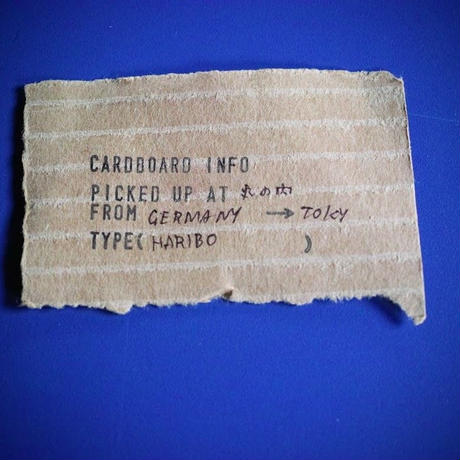 CARDBOARD INFO
PICKED UP AT 丸の内
FROM GERMANY → TOKY
TYPE( HARIBO )